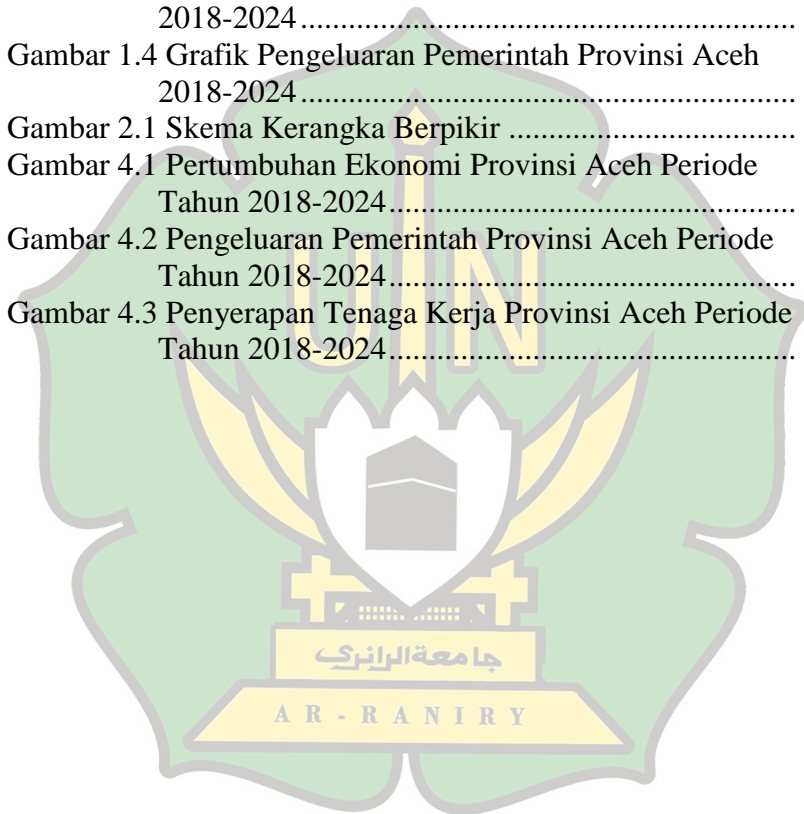 2018-2024..............................................................
Gambar 1.4 Grafik Pengeluaran Pemerintah Provinsi Aceh
2018-2024..............................................................
Gambar 2.1 Skema Kerangka Berpikir ....................................
Gambar 4.1 Pertumbuhan Ekonomi Provinsi Aceh Periode
Tahun 2018-2024...................................................
Gambar 4.2 Pengeluaran Pemerintah Provinsi Aceh Periode
Tahun 2018-2024...................................................
Gambar 4.3 Penyerapan Tenaga Kerja Provinsi Aceh Periode
Tahun 2018-2024...................................................
UIN
جامعة الرانري
AR-RANIRY